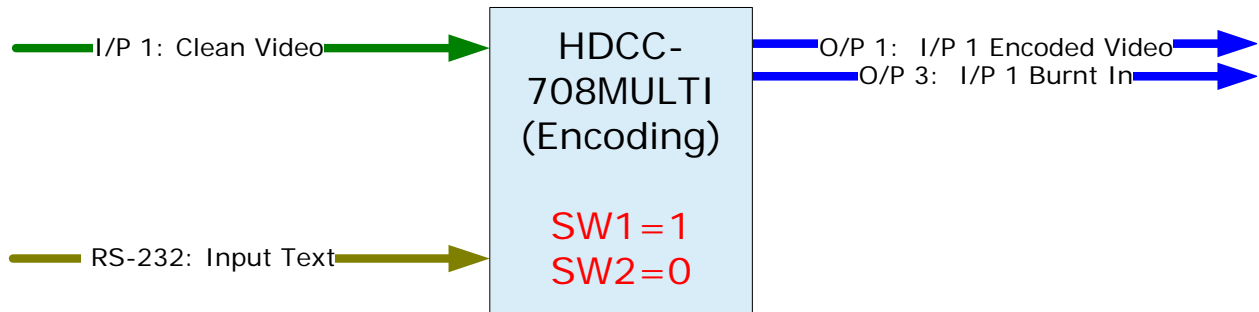 I/P 1: Clean Video
HDCC-
708MULTI
(Encoding)
O/P 1: I/P 1 Encoded Video
O/P 3: I/P 1 Burnt In
RS-232: Input Text
SW1=1
SW2=0